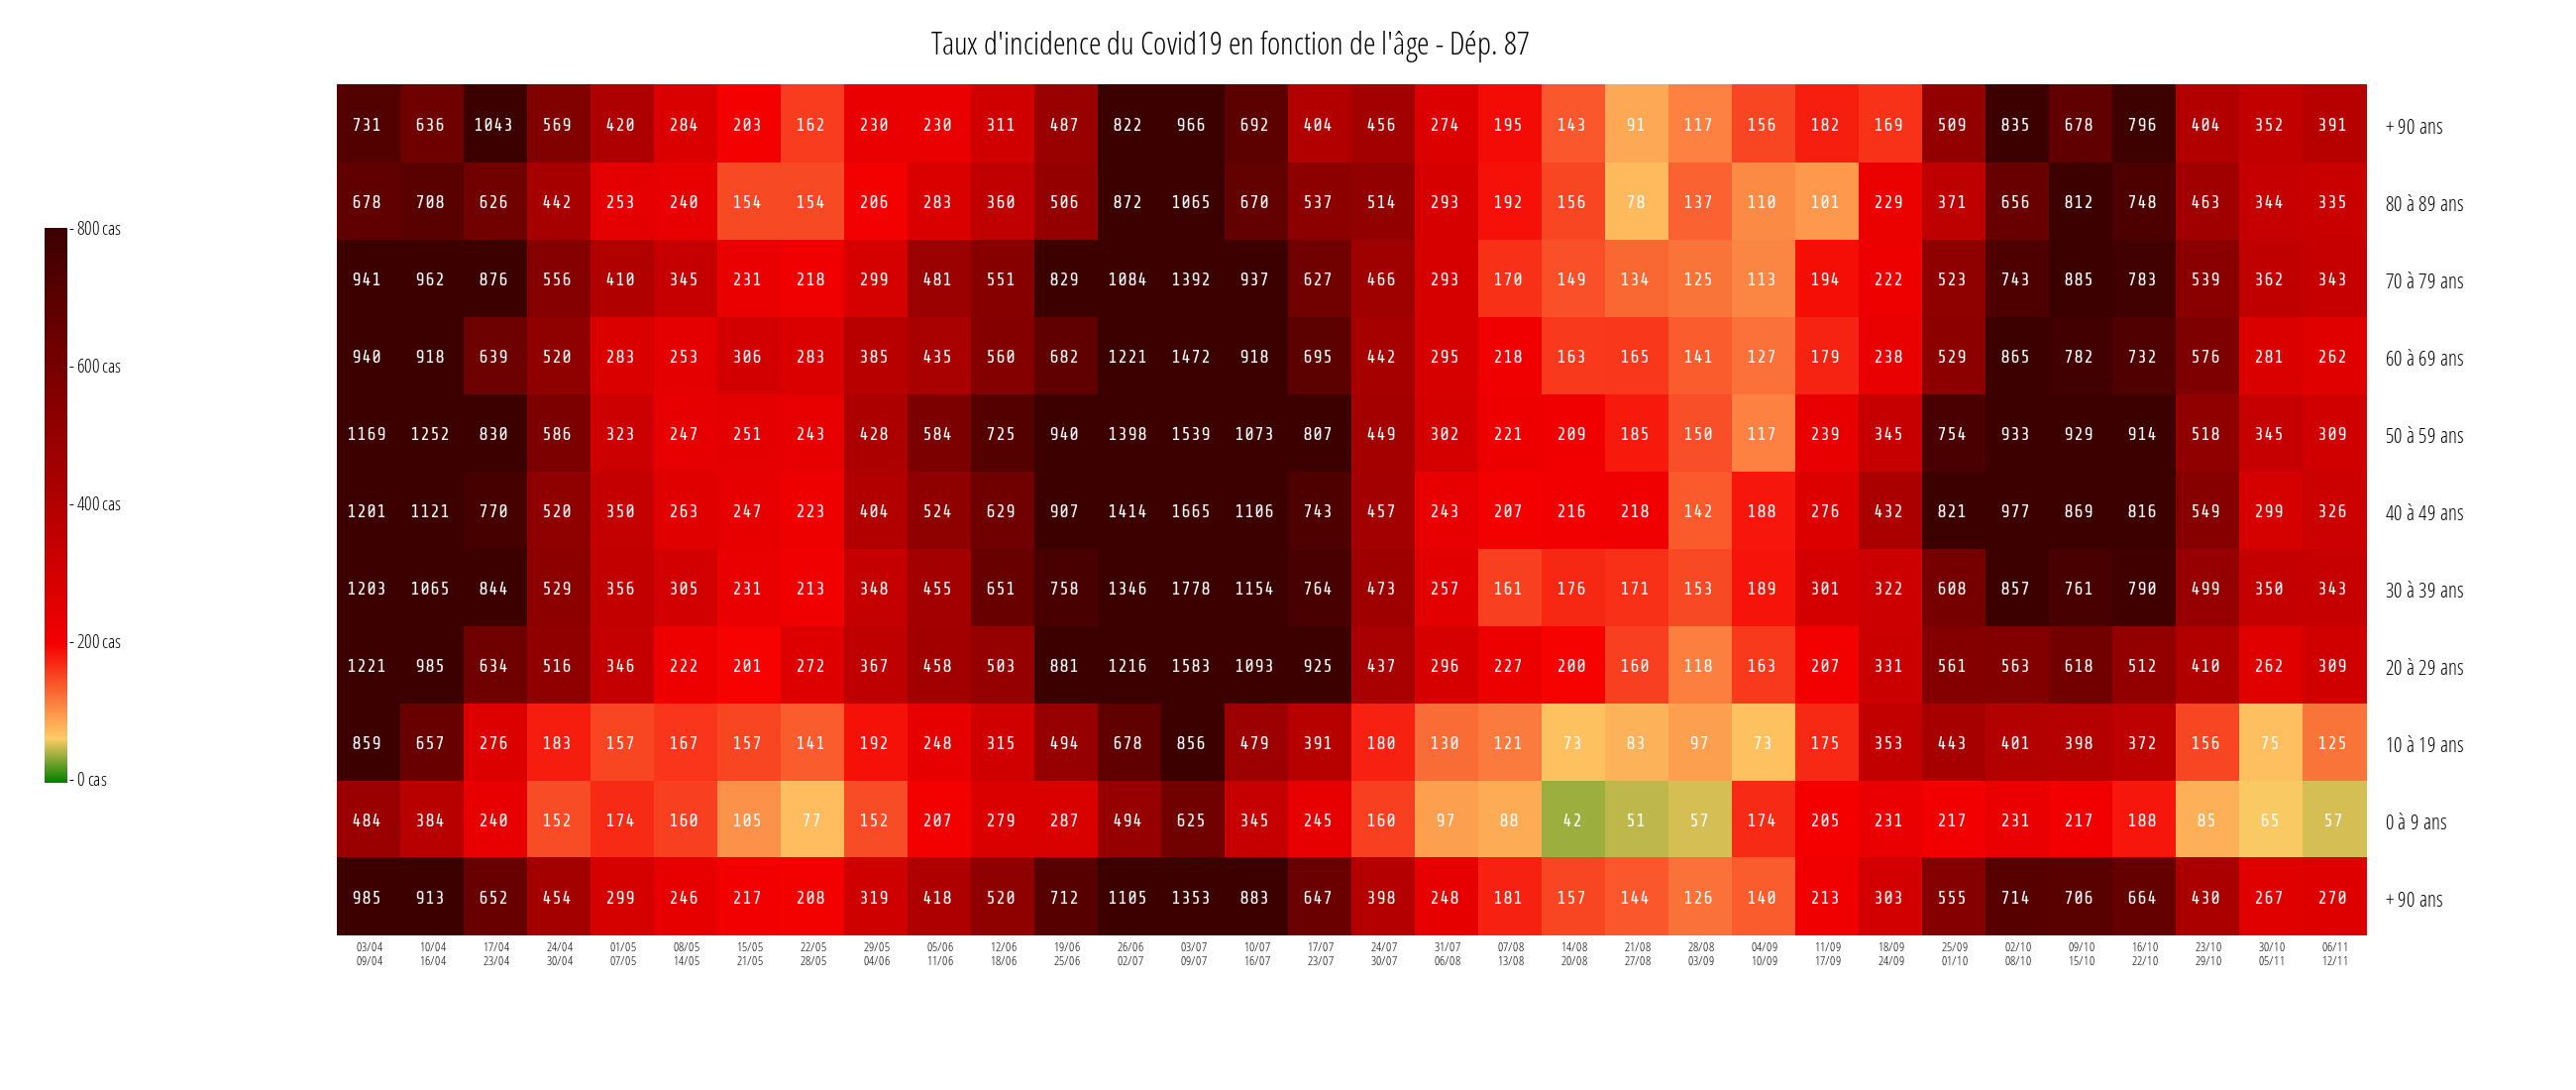 Taux d'incidence du Covid19 en fonction de l'âge - Dép. 87
731 636 1043 569 420 284 203 162 230 230 311 487 822 966 692 404 456 274 195 143 91 117 156 182 169 509 835 678 796 404 352 391 + 90 ans
678 708 626 442 253 240 154 154 206 283 360 506 872 1065 670 537 514 293 192 156 78 137 110 101 229 371 656 812 748 463 344 335 80 à 89 ans
- 800 cas
941 962 876 556 410 345 231 218 299 481 551 829 1084 1392 937 627 466 293 170 149 134 125 113 194 222 523 743 885 783 539 362 343 70 à 79 ans
940 918 639 520 283 253 306 283 385 435 560 682 1221 1472 918 695 442 295 218 163 165 141 127 179 238 529 865 782 732 576 281 262 60 à 69 ans
- 600 cas
1169 1252 830 586 323 247 251 243 428 584 725 940 1398 1539 1073 807 449 302 221 209 185 150 117 239 345 754 933 929 914 518 345 309 50 à 59 ans
- 400 cas
1201 1121 770 520 350 263 247 223 404 524 629 907 1414 1665 1106 743 457 243 207 216 218 142 188 276 432 821 977 869 816 549 299 326 40 à 49 ans
1203 1065 844 529 356 305 231 213 348 455 651 758 1346 1778 1154 764 473 257 161 176 171 153 189 301 322 608 857 761 790 499 350 343 30 à 39 ans
- 200 cas
1221 985 634 516 346 222 201 272 367 458 503 881 1216 1583 1093 925 437 296 227 200 160 118 163 207 331 561 563 618 512 410 262 309 20 à 29 ans
859 657 276 183 157 167 157 141 192 248 315 494 678 856 479 391 180 130 121 73 83 97 73 175 353 443 401 398 372 156 75 125 10 à 19 ans
- 0 cas
484 384 240 152 174 160 105 77 152 207 279 287 494 625 345 245 160 97 88 42 51 57 174 205 231 217 231 217 188 85 65 57 0 à 9 ans
985 913 652 454 299 246 217 208 319 418 520 712 1105 1353 883 647 398 248 181 157 144 126 140 213 303 555 714 706 664 430 267 270 + 90 ans
03/04 10/04 17/04 24/04 01/05 08/05 15/05 22/05 29/05 05/06 12/06 19/06 26/06 03/07 10/07 17/07 24/07 31/07 07/08 14/08 21/08 28/08 04/09 11/09 18/09 25/09 02/10 09/10 16/10 23/10 30/10 06/11
09/04 16/04 23/04 30/04 07/05 14/05 21/05 28/05 04/06 11/06 18/06 25/06 02/07 09/07 16/07 23/07 30/07 06/08 13/08 20/08 27/08 03/09 10/09 17/09 24/09 01/10 08/10 15/10 22/10 29/10 05/11 12/11